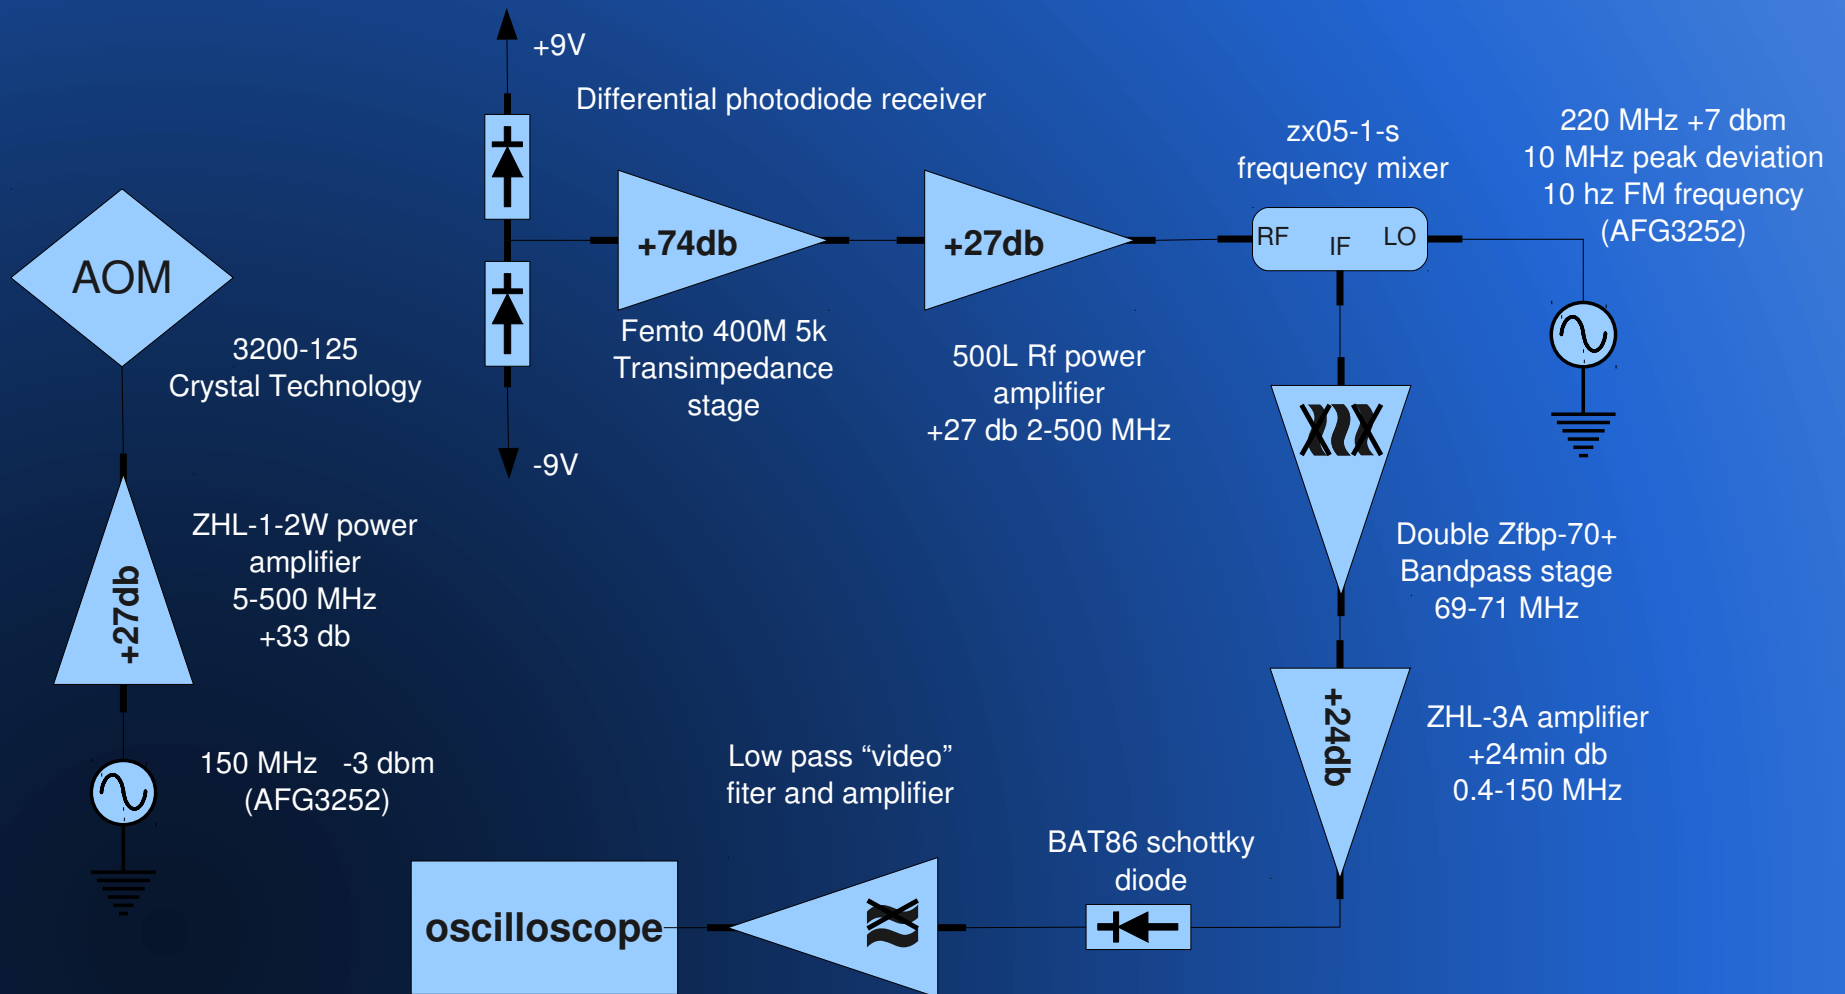 +9V
Differential photodiode receiver
-9V
AOM
3200-125
Crystal Technology
+27db
ZHL-1-2W power
amplifier
5-500 MHz
+33 db
150 MHz   -3 dbm
(AFG3252)
+74db
Femto 400M 5k
Transimpedance
stage
+27db
500L Rf power
amplifier
+27 db 2-500 MHz
zx05-1-s
frequency mixer
RF
IF
LO
220 MHz +7 dbm
10 MHz peak deviation
10 hz FM frequency
(AFG3252)
Double Zfbp-70+
Bandpass stage
69-71 MHz
+24db
ZHL-3A amplifier
+24min db
0.4-150 MHz
BAT86 schottky
diode
Low pass “video”
fiter and amplifier
oscilloscope